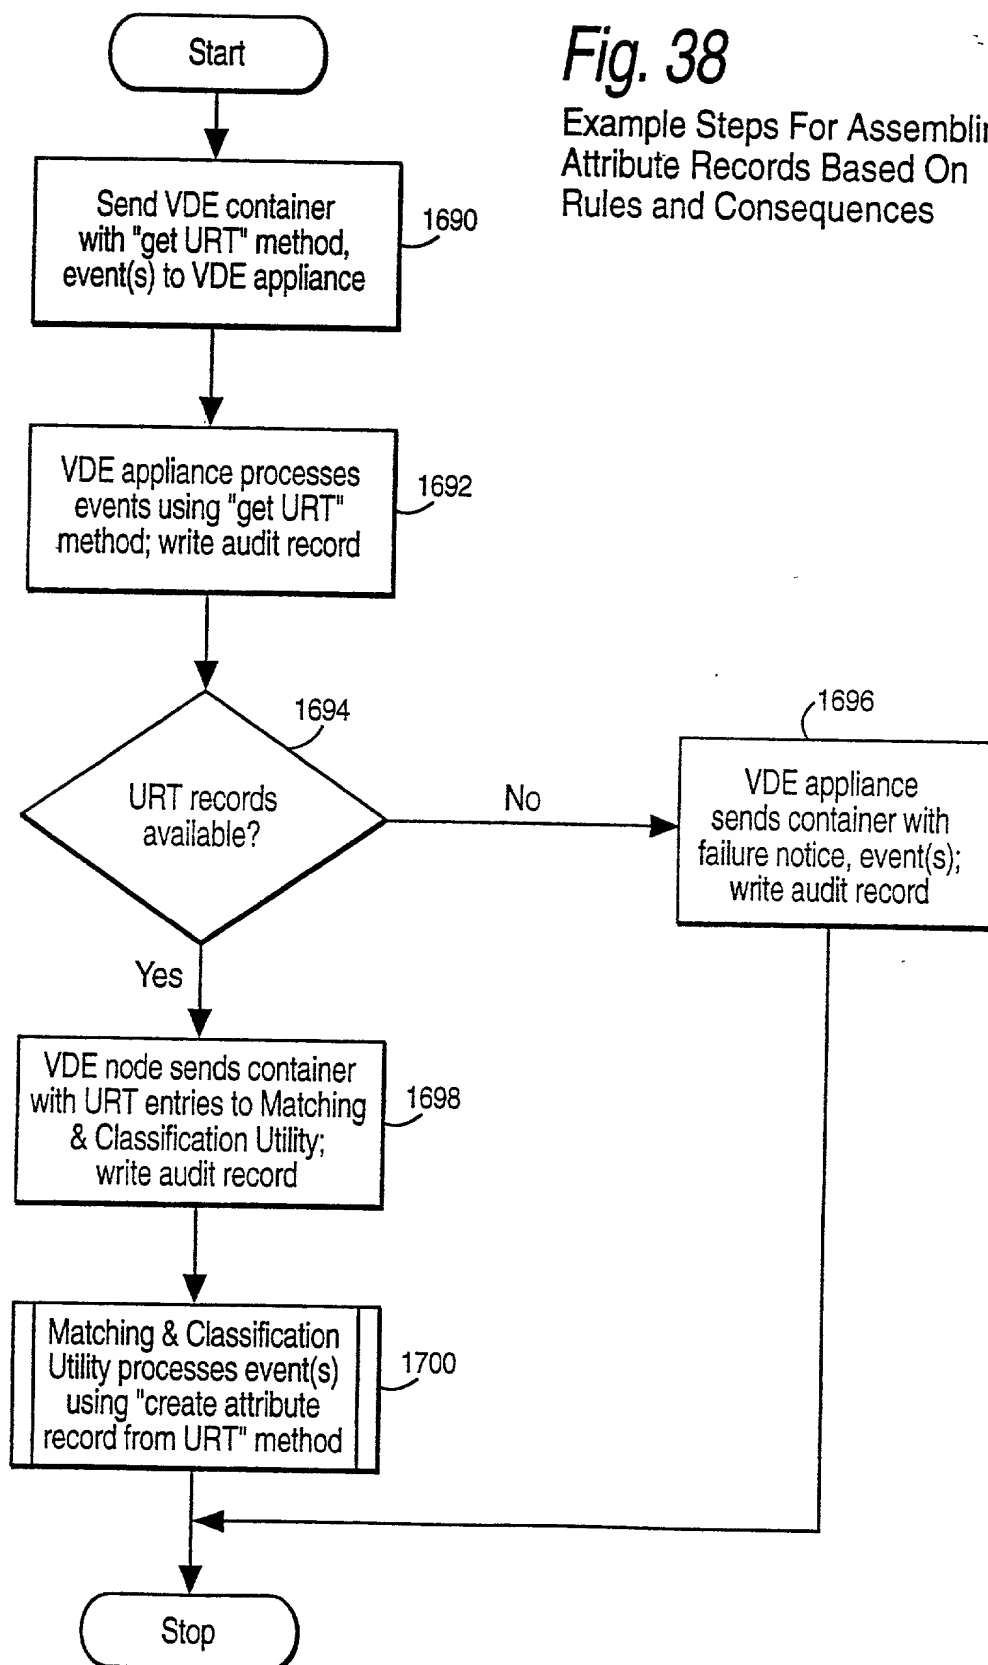 Start
Fig. 38
Example Steps For Assemblin
Attribute Records Based On
Rules and Consequences
Send VDE container
with "get URT" method,
event(s) to VDE appliance
1690
VDE appliance processes
events using "get URT"
method; write audit record
1692
1694
URT records
available?
No
Yes
1696
VDE appliance
sends container with
failure notice, event(s);
write audit record
VDE node sends container
with URT entries to Matching
& Classification Utility;
write audit record
1698
Matching & Classification
Utility processes event(s)
using "create attribute
record from URT" method
1700
Stop